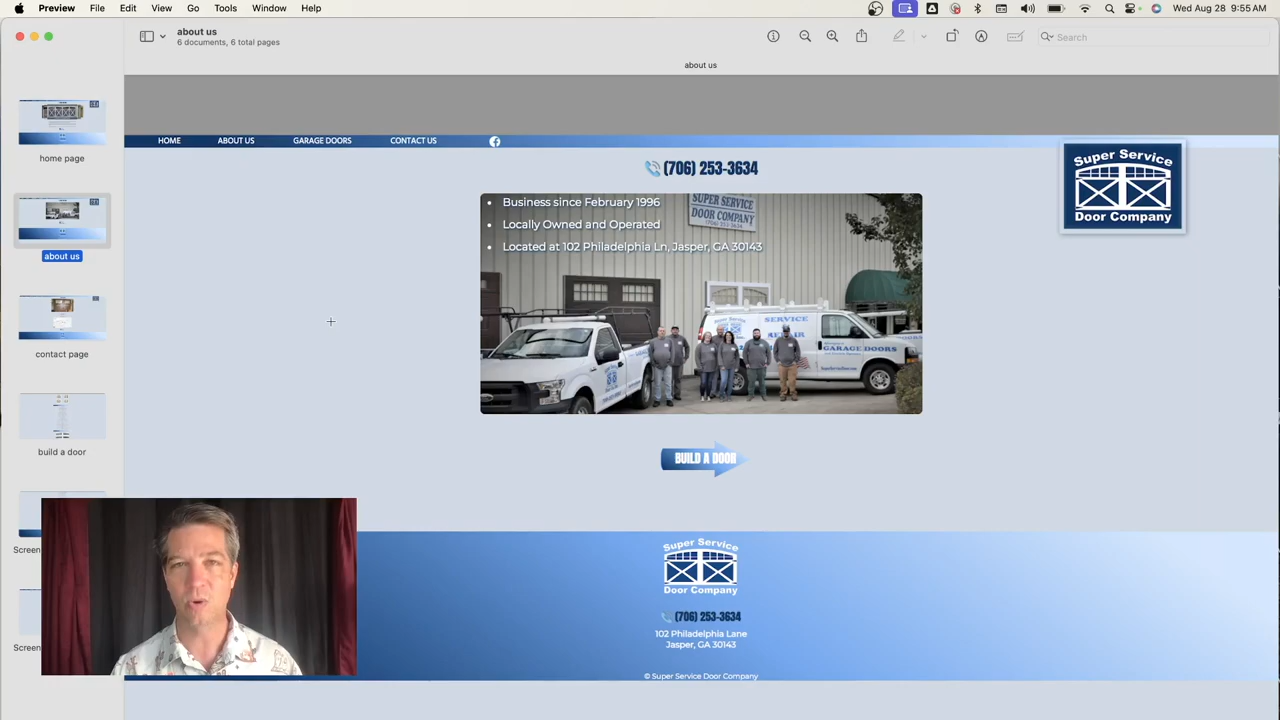 Preview File Edit View Go Tools Window Help Wed Aug 28 9:55 AM
about us
6 documents, 6 total pages
Search
about us
HOME ABOUT US GARAGE DOORS CONTACT US
(706) 253-3634
Super Service
Door Company
Business since February 1996
Locally Owned and Operated
Located at 102 Philadelphia Ln, Jasper, GA 30143
SUPER SERVICE
DOOR COMPANY
(706) 253-3634
SERVICE
REPAIR
GARAGE DOORS
BUILD A DOOR
home page
about us
contact page
build a door
Screen
Screen
Super Service
Door Company
(706) 253-3634
102 Philadelphia Lane
Jasper, GA 30143
© Super Service Door Company